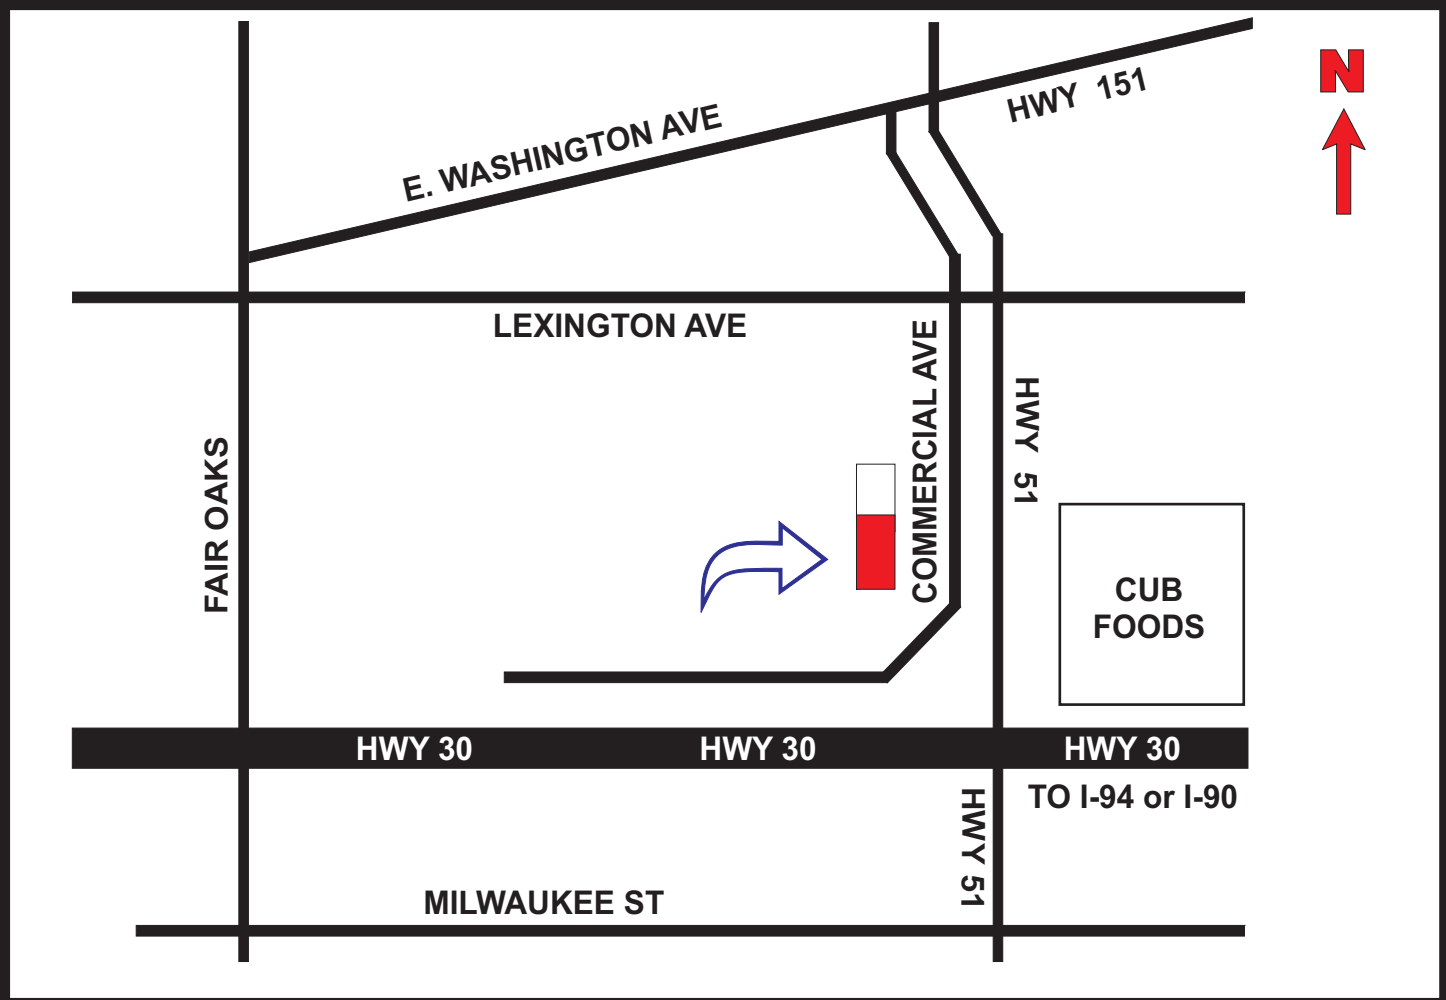 N
HWY 151
E. WASHINGTON AVE
LEXINGTON AVE
COMMERCIAL AVE
HWY 51
FAIR OAKS
CUB
FOODS
HWY 30
HWY 30
HWY 30
TO I-94 or I-90
HWY 51
MILWAUKEE ST